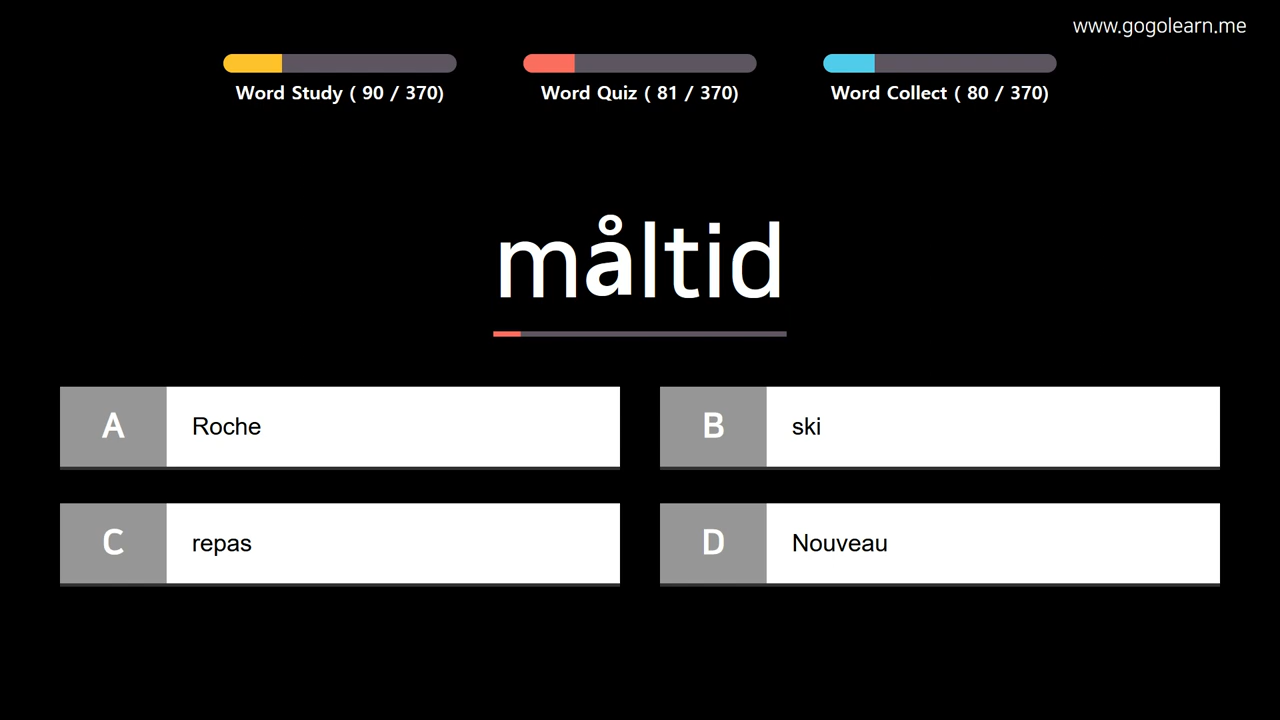 www.gogolearn.me
Word Study ( 90 / 370)
Word Quiz ( 81 / 370)
Word Collect ( 80 / 370)
måltid
A
Roche
B
ski
C
repas
D
Nouveau